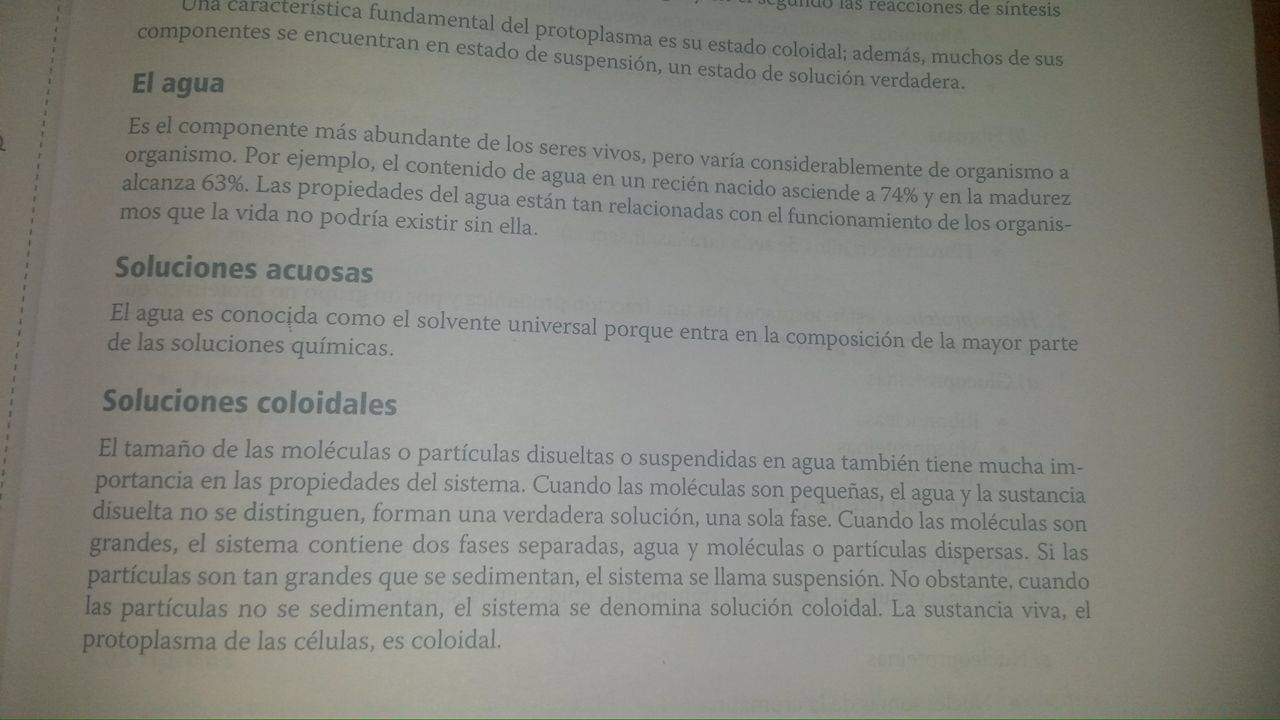 segundo las reacciones de síntesis
Una característica fundamental del protoplasma es su estado coloidal; además, muchos de sus
componentes se encuentran en estado de suspensión, un estado de solución verdadera.
El agua
Es el componente más abundante de los seres vivos, pero varía considerablemente de organismo a
organismo. Por ejemplo, el contenido de agua en un recién nacido asciende a 74% y en la madurez
alcanza 63%. Las propiedades del agua están tan relacionadas con el funcionamiento de los organis-
mos que la vida no podría existir sin ella.
Soluciones acuosas
El agua es conocida como el solvente universal porque entra en la composición de la mayor parte
de las soluciones químicas.
Soluciones coloidales
El tamaño de las moléculas o partículas disueltas o suspendidas en agua también tiene mucha im-
portancia en las propiedades del sistema. Cuando las moléculas son pequeñas, el agua y la sustancia
disuelta no se distinguen, forman una verdadera solución, una sola fase. Cuando las moléculas son
grandes, el sistema contiene dos fases separadas, agua y moléculas o partículas dispersas. Si las
partículas son tan grandes que se sedimentan, el sistema se llama suspensión. No obstante, cuando
las partículas no se sedimentan, el sistema se denomina solución coloidal. La sustancia viva, el
protoplasma de las células, es coloidal.